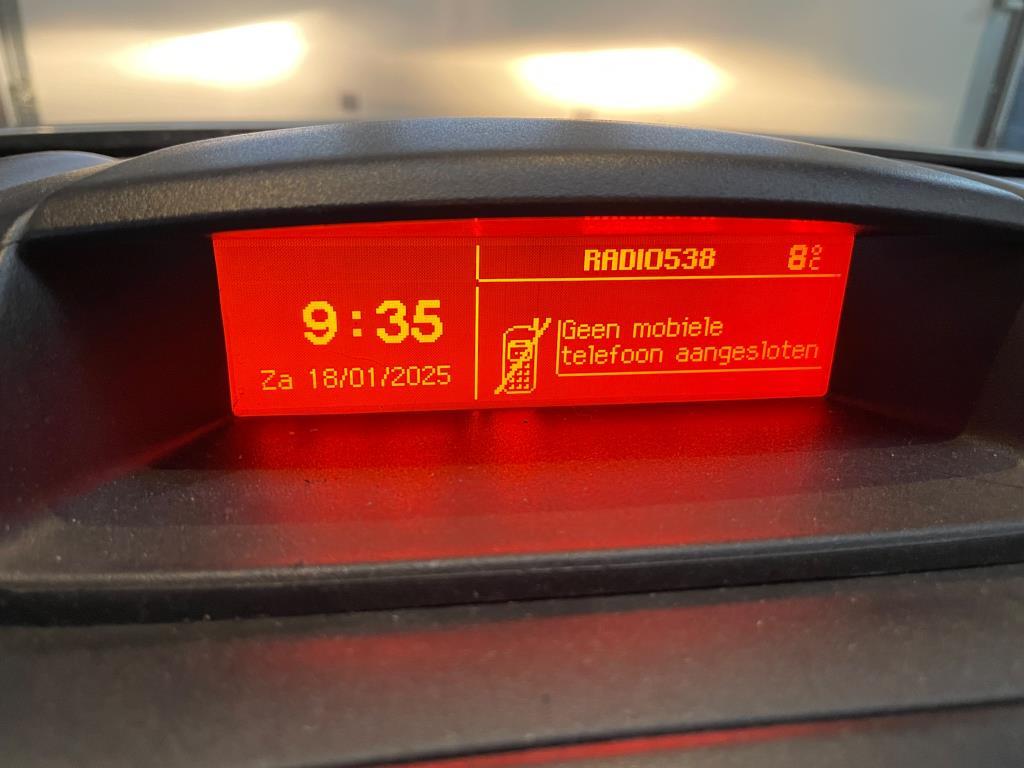 RADIO538 8°C
9:35
Za 18/01/2025
Geen mobiele
telefoon aangesloten